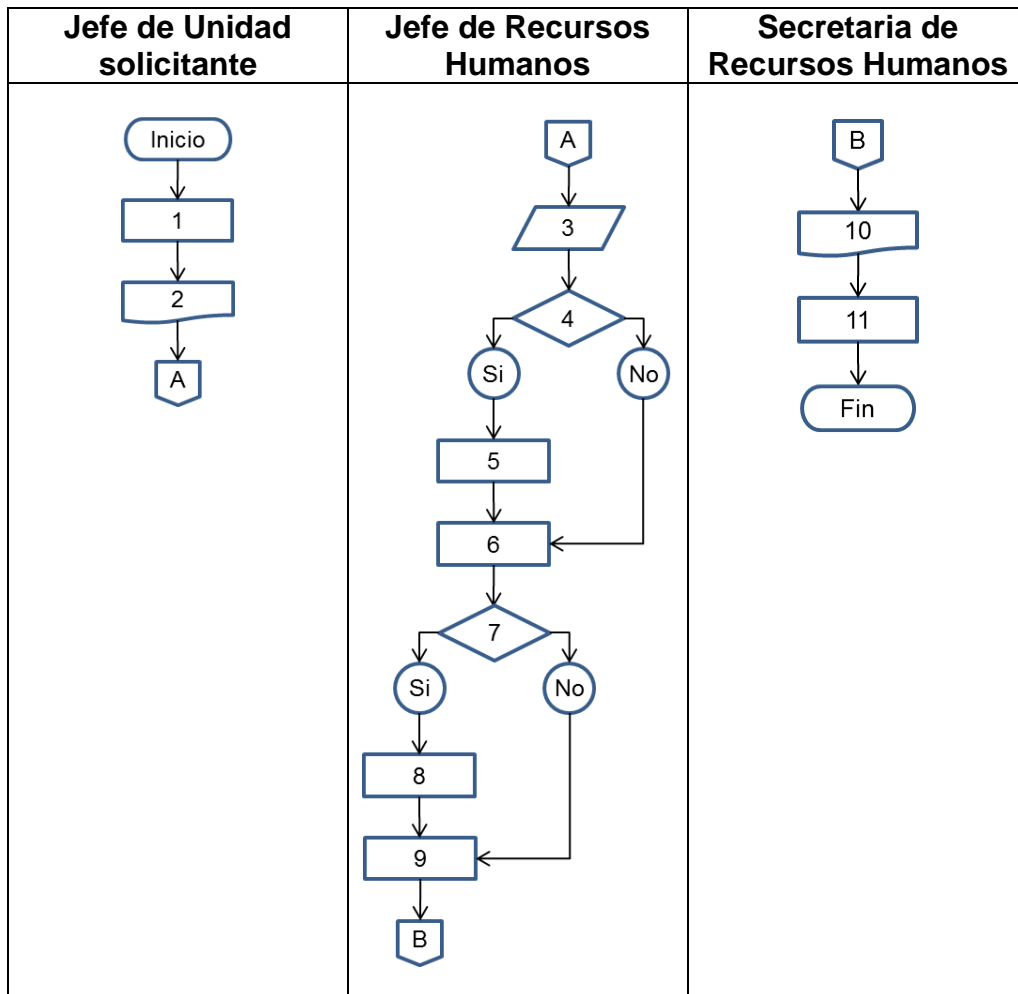 Jefe de Unidad
solicitante
Jefe de Recursos
Humanos
Secretaria de
Recursos Humanos
Inicio
1
2
A
A
3
4
Si
No
5
6
7
Si
No
8
9
B
B
10
11
Fin